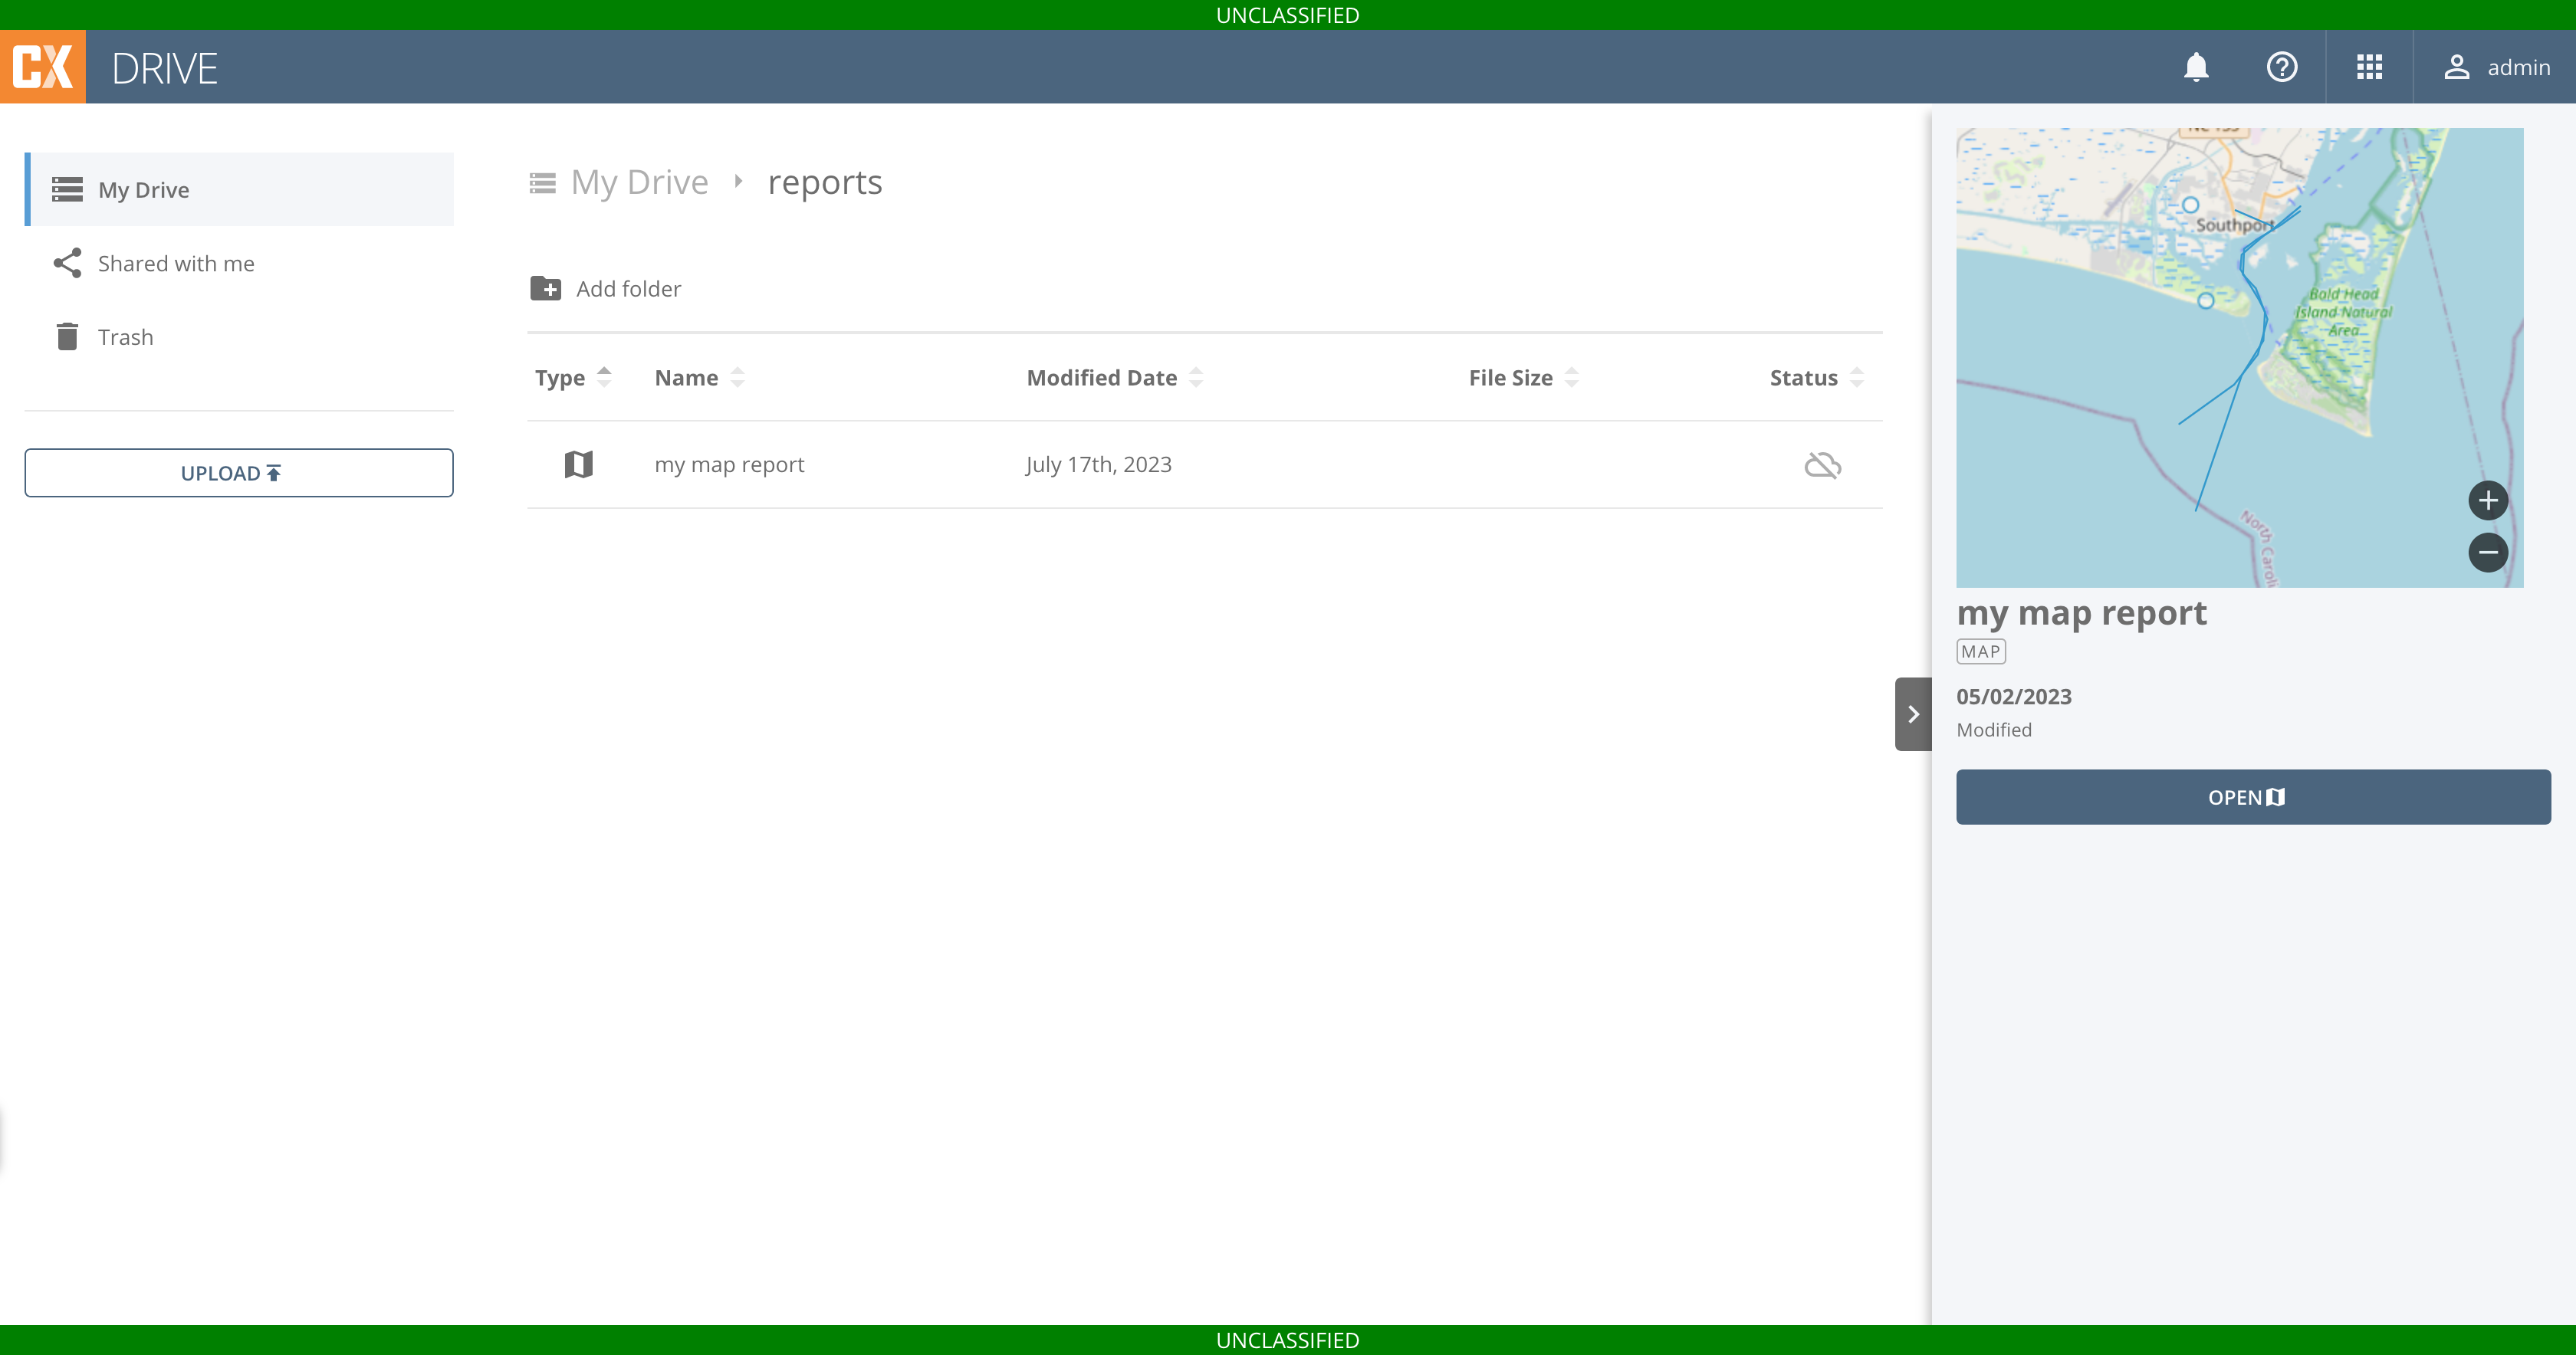 UNCLASSIFIED
CX DRIVE admin
My Drive
Shared with me
Trash
UPLOAD
My Drive reports
Add folder
Type Name Modified Date File Size Status
my map report July 17th, 2023
Southport
Bald Head
Island Natural
Area
my map report
MAP
05/02/2023
Modified
OPEN
UNCLASSIFIED